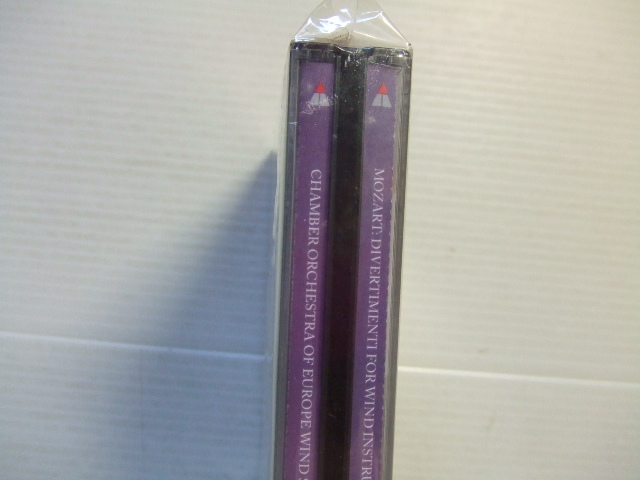 CHAMBER ORCHESTRA OF EUROPE WIND S
MOZART: DIVERTIMENTI FOR WIND INSTRU